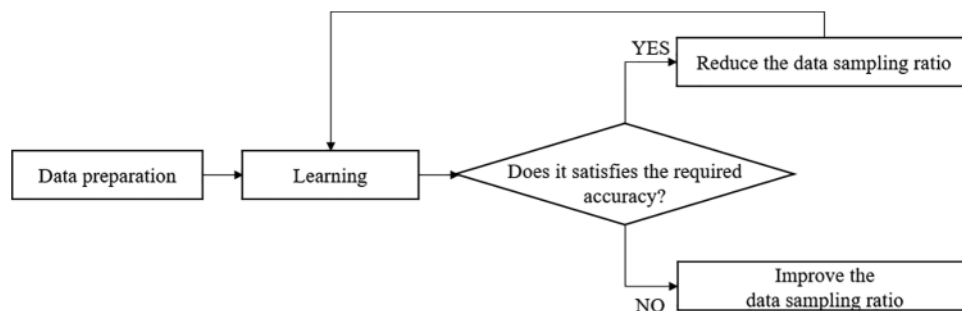 YES
Reduce the data sampling ratio
Data preparation
Learning
Does it satisfies the required
accuracy?
NO
Improve the
data sampling ratio